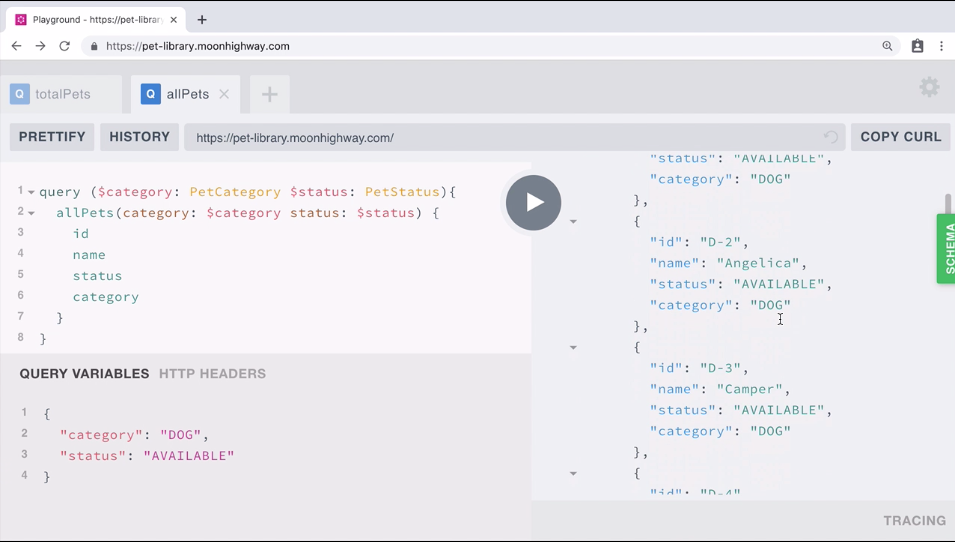 Playground - https://pet-librar
https://pet-library.moonhighway.com
Q totalPets
Q allPets
PRETTIFY
HISTORY
https://pet-library.moonhighway.com/
COPY CURL
1 query ($category: PetCategory $status: PetStatus){
2 allPets(category: $category status: $status) {
3 id
4 name
5 status
6 category
7 }
8 }
QUERY VARIABLES HTTP HEADERS
1 {
2 "category": "DOG",
3 "status": "AVAILABLE"
4 }
"status": "AVAILABLE",
"category": "DOG"
},
{
"id": "D-2",
"name": "Angelica",
"status": "AVAILABLE",
"category": "DOG"
},
{
"id": "D-3",
"name": "Camper",
"status": "AVAILABLE",
"category": "DOG"
},
{
"id": "D-4"
SCHEMA
TRACING